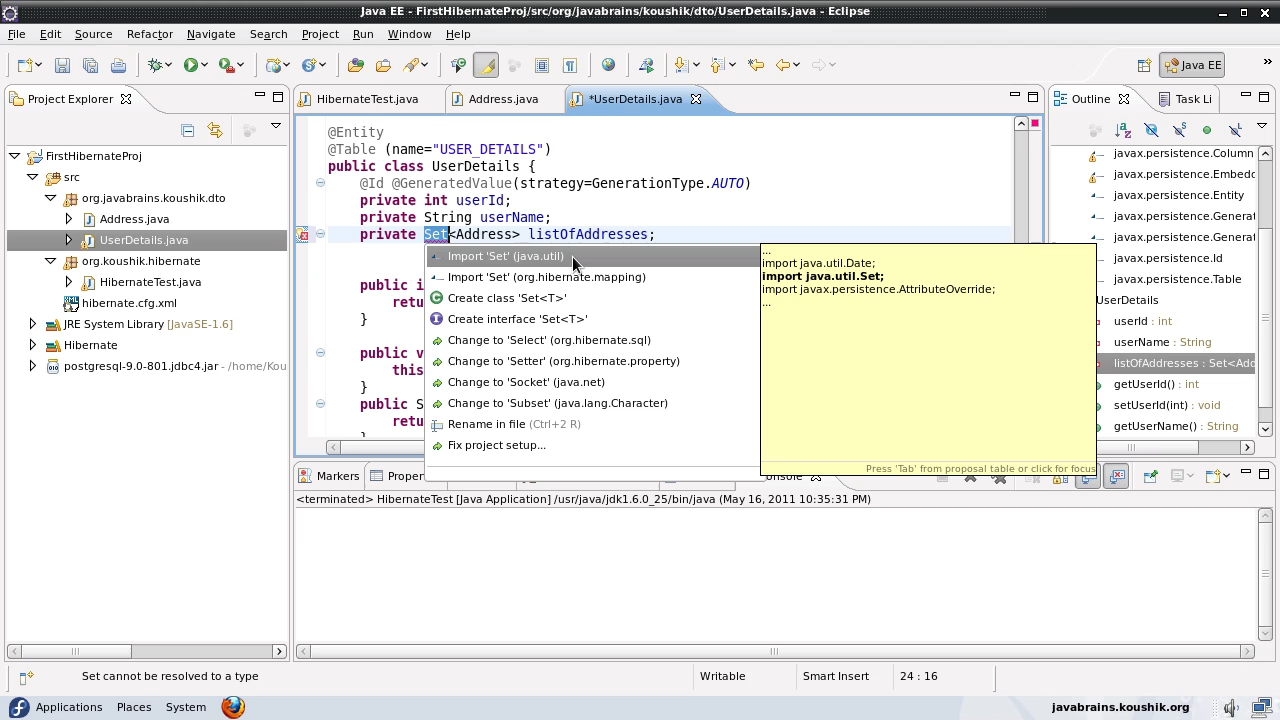 Java EE - FirstHibernateProj/src/org/javabrains/koushik/dto/UserDetails.java - Eclipse
File Edit Source Refactor Navigate Search Project Run Window Help
Java EE
Project Explorer
FirstHibernateProj
src
org.javabrains.koushik.dto
Address.java
UserDetails.java
org.koushik.hibernate
HibernateTest.java
hibernate.cfg.xml
JRE System Library [JavaSE-1.6]
Hibernate
postgresql-9.0-801.jdbc4.jar - /home/Kou
HibernateTest.java
Address.java
*UserDetails.java
@Entity
@Table (name="USER_DETAILS")
public class UserDetails {
@Id @GeneratedValue(strategy=GenerationType.AUTO)
private int userId;
private String userName;
private Set<Address> listOfAddresses;
public i
retu
}
public v
this
}
public S
retu
}
Import 'Set' (java.util)
Import 'Set' (org.hibernate.mapping)
Create class 'Set<T>'
Create interface 'Set<T>'
Change to 'Select' (org.hibernate.sql)
Change to 'Setter' (org.hibernate.property)
Change to 'Socket' (java.net)
Change to 'Subset' (java.lang.Character)
Rename in file (Ctrl+2 R)
Fix project setup...
...
import java.util.Date;
import java.util.Set;
import javax.persistence.AttributeOverride;
...
Press 'Tab' from proposal table or click for focus
Outline
Task Li
javax.persistence.Column
javax.persistence.Embed
javax.persistence.Entity
javax.persistence.Generat
javax.persistence.Generat
javax.persistence.Id
javax.persistence.Table
UserDetails
userId : int
userName : String
listOfAddresses : Set<Add
getUserId() : int
setUserId(int) : void
getUserName() : String
Markers
Proper
onsole
<terminated> HibernateTest [Java Application] /usr/java/jdk1.6.0_25/bin/java (May 16, 2011 10:35:31 PM)
Set cannot be resolved to a type
Writable
Smart Insert
24 : 16
Applications Places System
javabrains.koushik.org